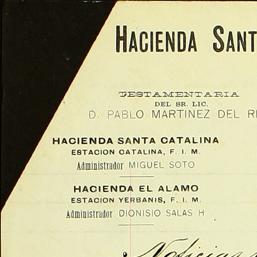 HACIENDA SANT
TESTAMENTARIA
DEL SR. LIC.
D. PABLO MARTINEZ DEL R
HACIENDA SANTA CATALINA
ESTACION CATALINA, F. I. M.
Administrador MIGUEL SOTO
HACIENDA EL ALAMO
ESTACION YERBANIS, F. I. M.
Administrador DIONISIO SALAS H
Noticias